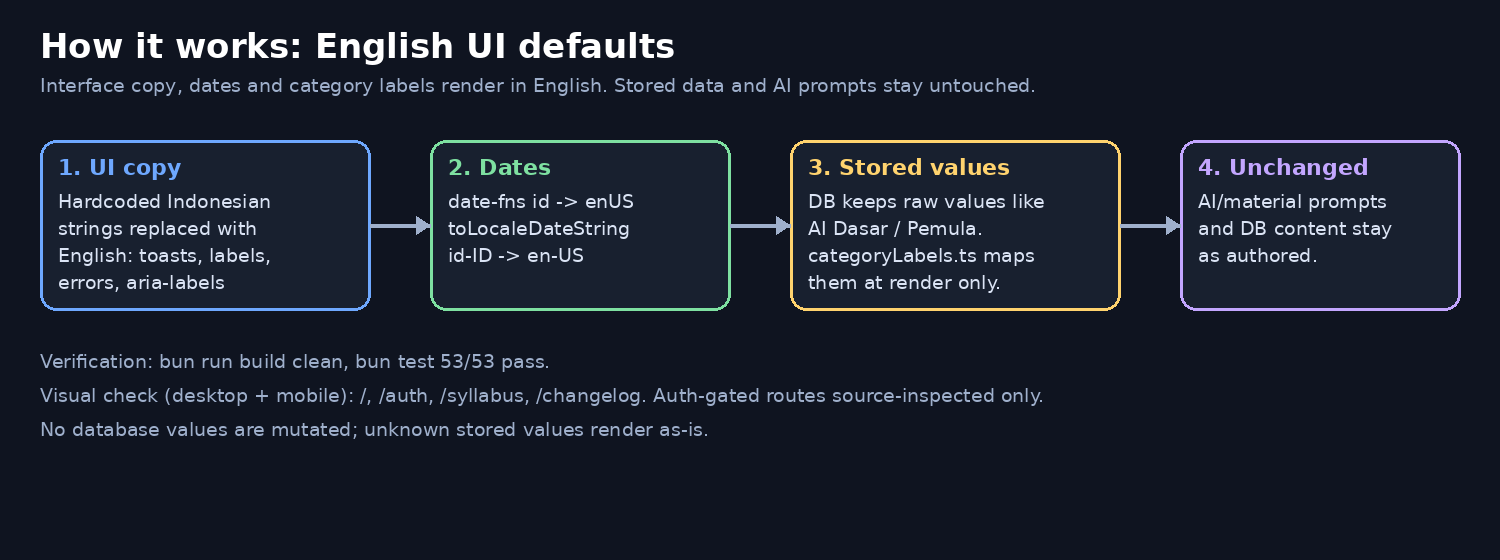 How it works: English UI defaults
Interface copy, dates and category labels render in English. Stored data and AI prompts stay untouched.
1. UI copy
Hardcoded Indonesian
strings replaced with
English: toasts, labels,
errors, aria-labels
2. Dates
date-fns id -> enUS
toLocaleDateString
id-ID -> en-US
3. Stored values
DB keeps raw values like
AI Dasar / Pemula.
categoryLabels.ts maps
them at render only.
4. Unchanged
AI/material prompts
and DB content stay
as authored.
Verification: bun run build clean, bun test 53/53 pass.
Visual check (desktop + mobile): /, /auth, /syllabus, /changelog. Auth-gated routes source-inspected only.
No database values are mutated; unknown stored values render as-is.